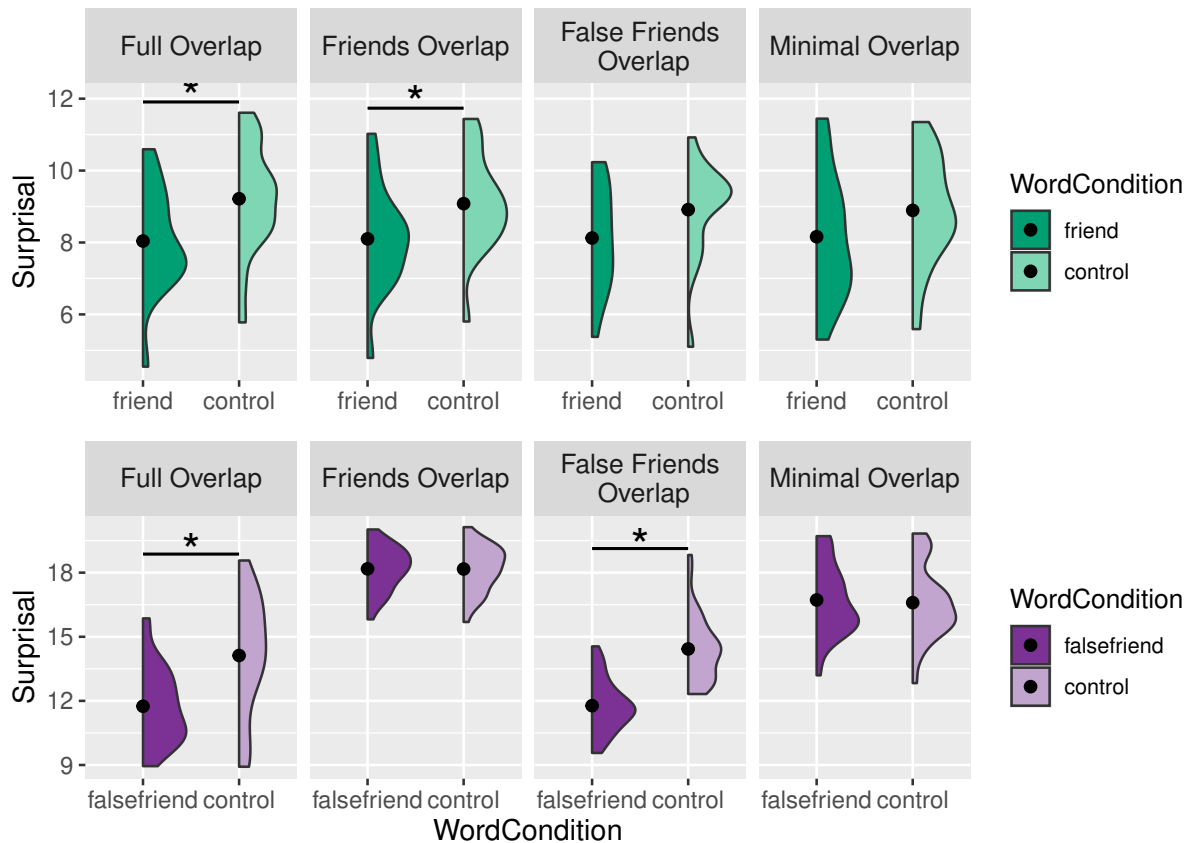 Full Overlap
Friends Overlap
False Friends
Overlap
Minimal Overlap
*
*
12
10
8
6
Surprisal
friend control
friend control
friend control
friend control
WordCondition
friend
control
Full Overlap
Friends Overlap
False Friends
Overlap
Minimal Overlap
*
*
18
15
12
9
Surprisal
falsefriend control
falsefriend control
falsefriend control
falsefriend control
WordCondition
WordCondition
falsefriend
control